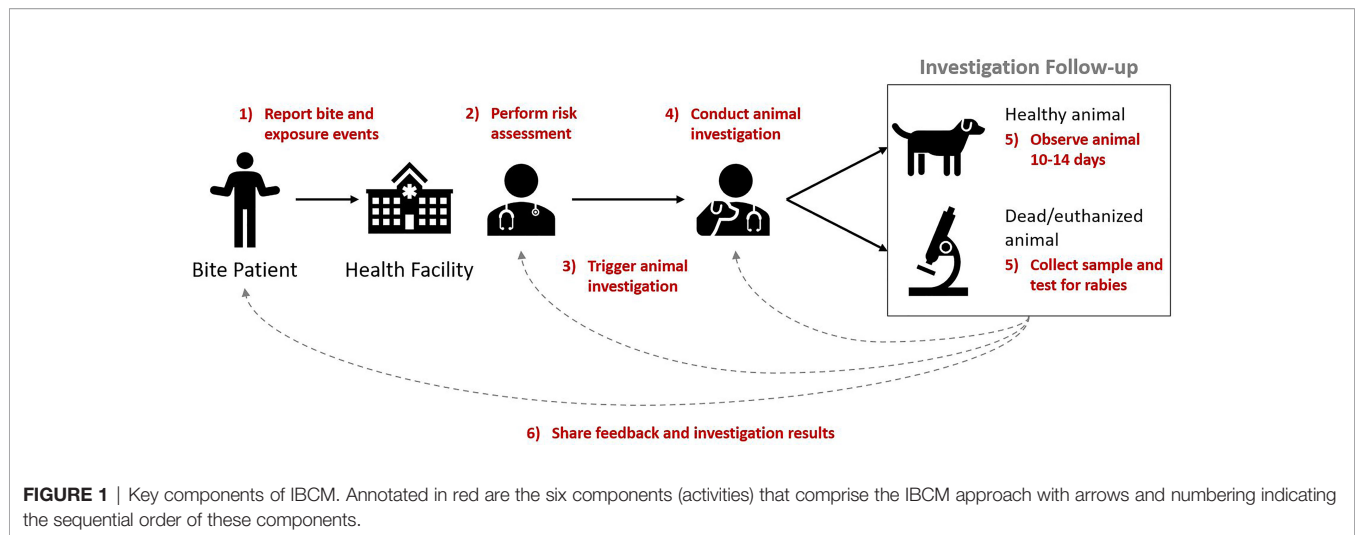 Investigation Follow-up
1) Report bite and
exposure events
2) Perform risk
assessment
4) Conduct animal
investigation
Healthy animal
5) Observe animal
10-14 days
Dead/euthanized
animal
5) Collect sample and
test for rabies
Bite Patient
Health Facility
3) Trigger animal
investigation
6) Share feedback and investigation results
FIGURE 1 | Key components of IBCM. Annotated in red are the six components (activities) that comprise the IBCM approach with arrows and numbering indicating
the sequential order of these components.